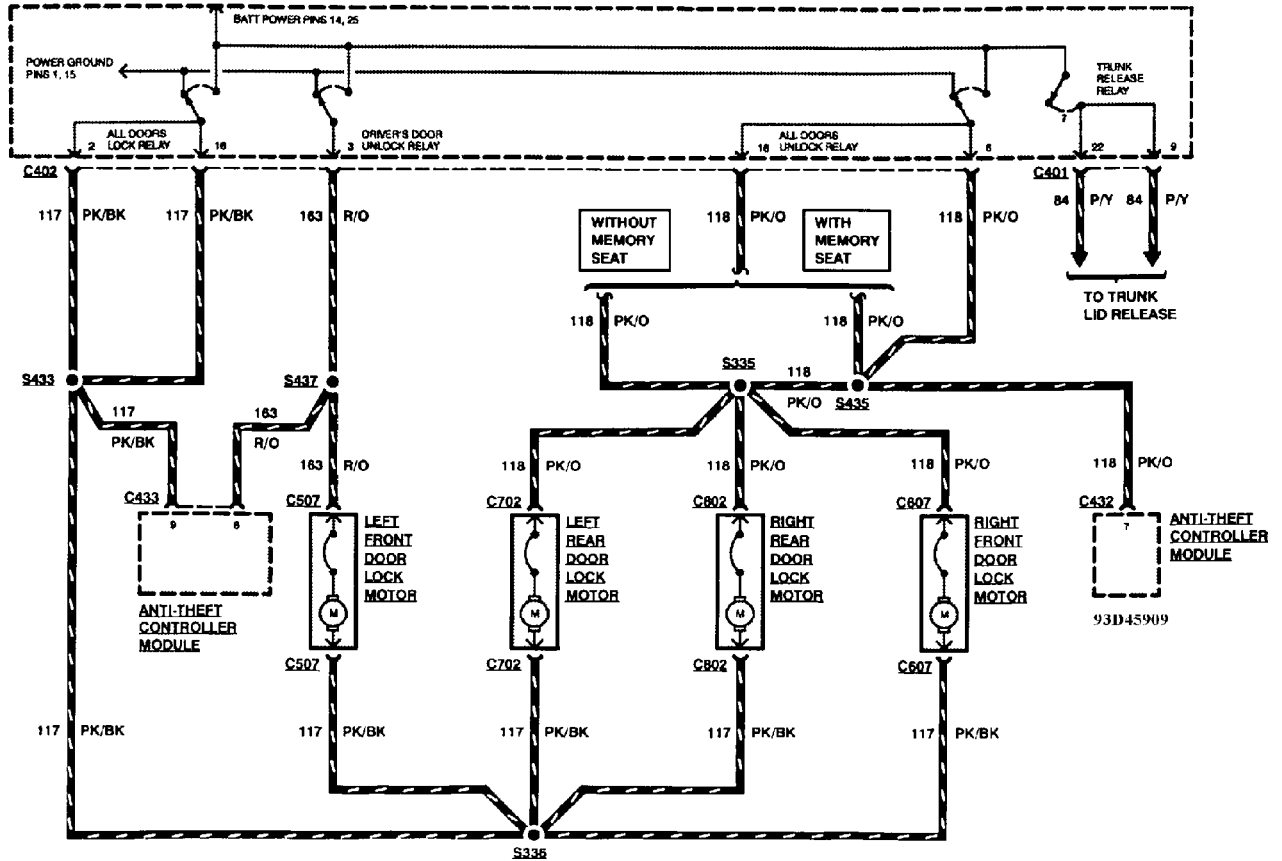 BATT POWER PINS 14, 25
POWER GROUND
PINS 1, 15
TRUNK
RELEASE
RELAY
7
2
ALL DOORS
LOCK RELAY
16
3
DRIVER'S DOOR
UNLOCK RELAY
16
ALL DOORS
UNLOCK RELAY
6
22
9
C402
C401
117 PK/BK
117 PK/BK
163 R/O
118 PK/O
118 PK/O
84 P/Y
84 P/Y
WITHOUT
MEMORY
SEAT
WITH
MEMORY
SEAT
TO TRUNK
LID RELEASE
118 PK/O
118 PK/O
S433
S437
S335
118
PK/O
S435
117
PK/BK
163
R/O
163 R/O
118 PK/O
118 PK/O
118 PK/O
118 PK/O
C433
C507
C702
C802
C607
C432
9
8
7
LEFT
FRONT
DOOR
LOCK
MOTOR
LEFT
REAR
DOOR
LOCK
MOTOR
RIGHT
REAR
DOOR
LOCK
MOTOR
RIGHT
FRONT
DOOR
LOCK
MOTOR
ANTI-THEFT
CONTROLLER
MODULE
M
M
M
M
ANTI-THEFT
CONTROLLER
MODULE
93D45909
C507
C702
C802
C607
117 PK/BK
117 PK/BK
117 PK/BK
117 PK/BK
117 PK/BK
S336